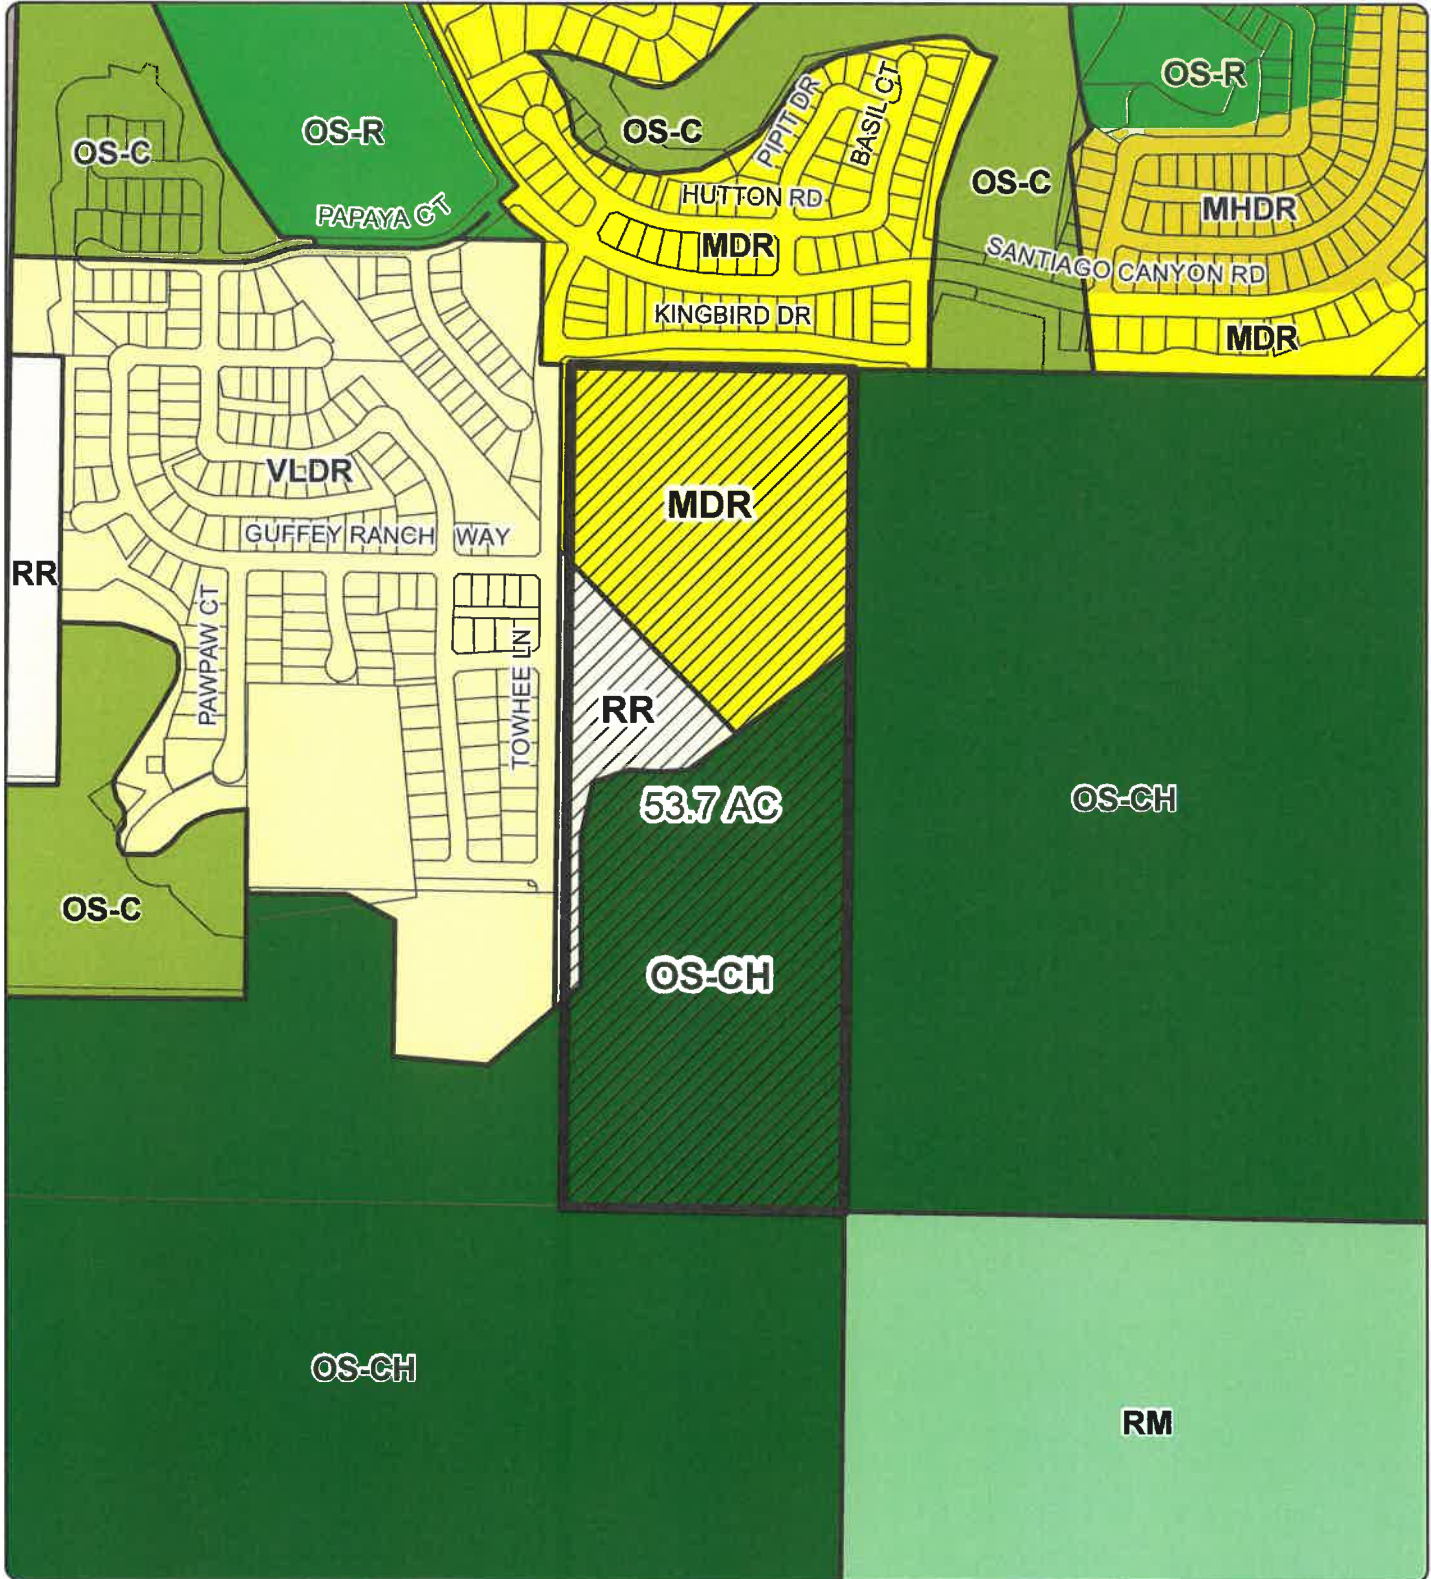 OS-R
OS-R
OS-C
OS-C
PIPIT DR
BASIL CT
OS-C
HUTTON RD
MHDR
PAPAYA CT
MDR
SANTIAGO CANYON RD
KINGBIRD DR
MDR
VLDR
MDR
GUFFEY RANCH WAY
RR
PAWPAW CT
TOWHEE LN
RR
53.7 AC
OS-CH
OS-C
OS-CH
OS-CH
RM